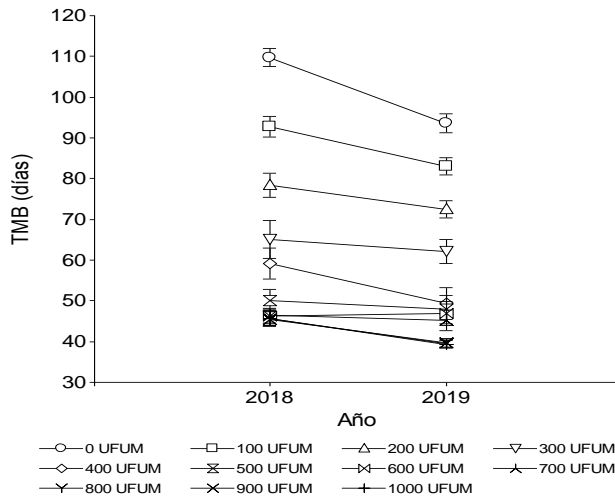 120
110
100
90
80
70
60
50
40
30
TMB (días)
2018 2019
Año
0 UFUM 100 UFUM 200 UFUM 300 UFUM
400 UFUM 500 UFUM 600 UFUM 700 UFUM
800 UFUM 900 UFUM 1000 UFUM